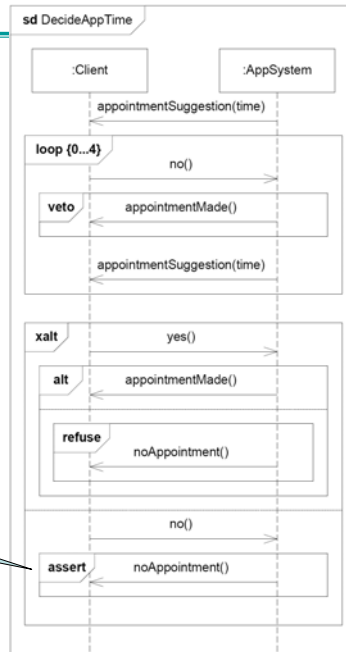 sd DecideAppTime
:Client
:AppSystem
appointmentSuggestion(time)
loop {0...4}
no()
veto
appointmentMade()
appointmentSuggestion(time)
xalt
yes()
alt
appointmentMade()
refuse
noAppointment()
no()
assert
noAppointment()